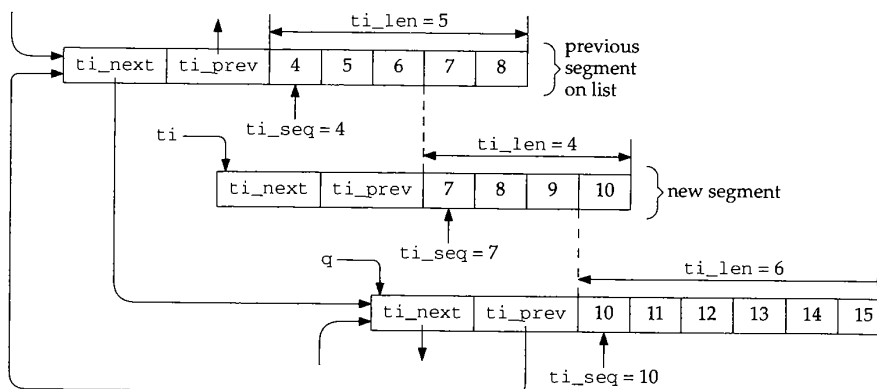 ti_len = 5
ti_next ti_prev 4 5 6 7 8
previous
segment
on list
ti_seq = 4
ti
ti_len = 4
ti_next ti_prev 7 8 9 10
new segment
ti_seq = 7
q
ti_len = 6
ti_next ti_prev 10 11 12 13 14 15
ti_seq = 10